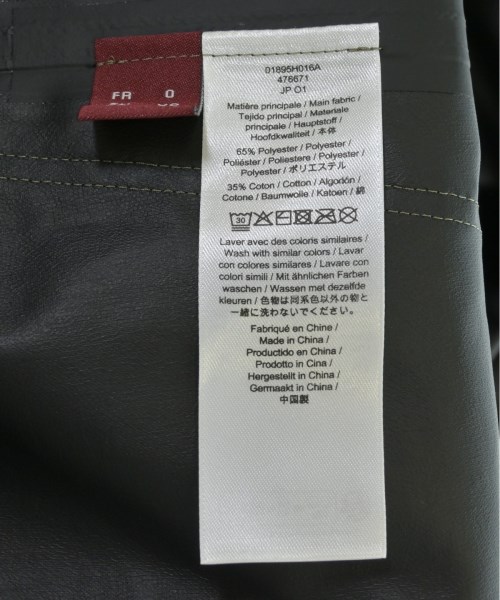 FR 0
01895H016A
476671
JP O1
Matière principale / Main fabric /
Tejido principal / Materiale
principale / Hauptstoff /
Hoofdkwaliteit / 本体
65% Polyester / Polyester /
Poliéster / Poliestere / Polyester /
Polyester / ポリエステル
35% Coton / Cotton / Algodón /
Cotone / Baumwolle / Katoen / 綿
30
Laver avec des coloris similaires /
Wash with similar colors / Lavar
con colores similares / Lavare con
colori simili / Mit ähnlichen Farben
waschen / Wassen met dezelfde
kleuren / 色物は同系色以外の物と
一緒に洗わないでください。
Fabriqué en Chine /
Made in China /
Productido en China /
Prodotto in Cina /
Hergestellt in China /
Germaakt in China /
中国製